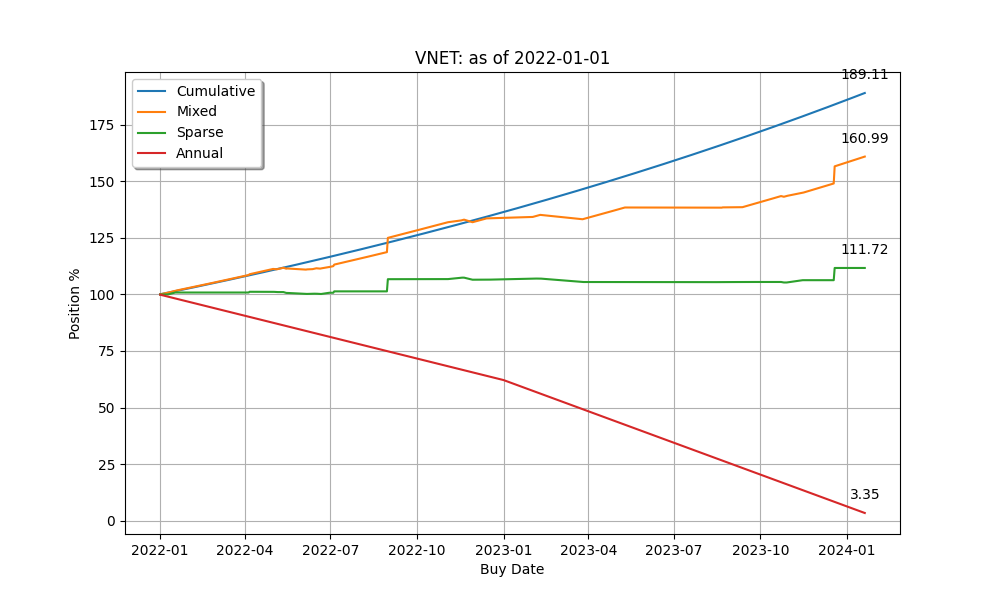 VNET: as of 2022-01-01
189.11
Cumulative
Mixed
Sparse
Annual
175
160.99
150
125
111.72
100
75
50
25
3.35
0
Position %
2022-01 2022-04 2022-07 2022-10 2023-01 2023-04 2023-07 2023-10 2024-01
Buy Date